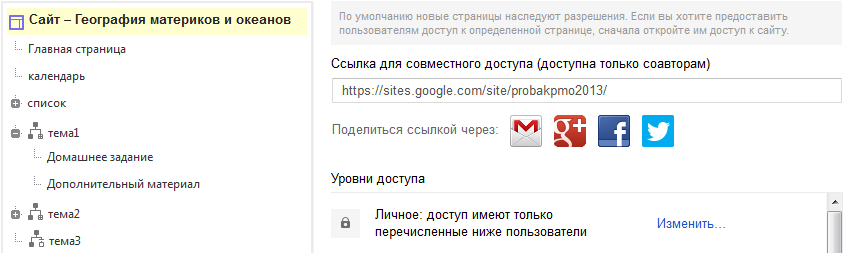 Сайт – География материков и океанов
Главная страница
календарь
список
тема1
Домашнее задание
Дополнительный материал
тема2
тема3
По умолчанию новые страницы наследуют разрешения. Если вы хотите предоставить
пользователям доступ к определенной странице, сначала откройте им доступ к сайту.
Ссылка для совместного доступа (доступна только соавторам)
https://sites.google.com/site/probakpmo2013/
Поделиться ссылкой через:
Уровни доступа
Личное: доступ имеют только
перечисленные ниже пользователи
Изменить...